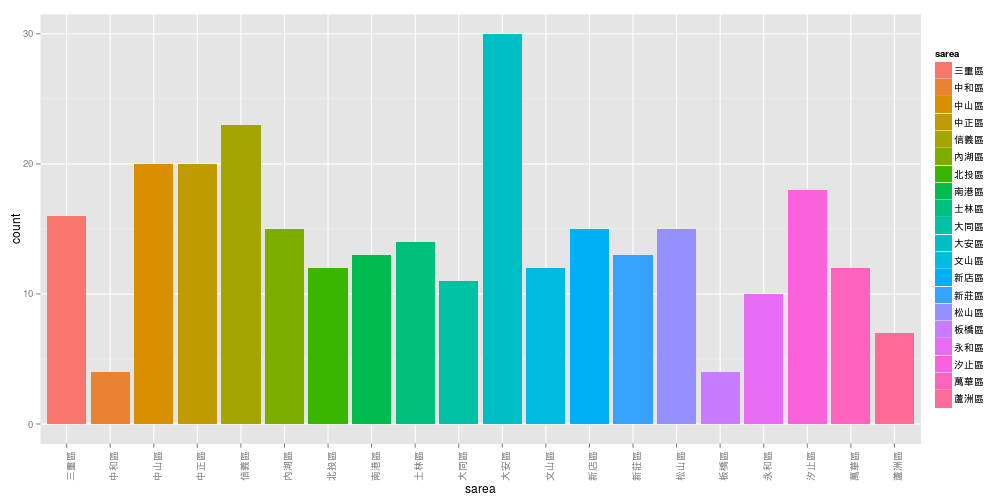 30
20
10
0
count
三重區
中和區
中山區
中正區
信義區
內湖區
北投區
南港區
士林區
大同區
大安區
文山區
新店區
新莊區
松山區
板橋區
永和區
汐止區
萬華區
蘆洲區
sarea
sarea
三重區
中和區
中山區
中正區
信義區
內湖區
北投區
南港區
士林區
大同區
大安區
文山區
新店區
新莊區
松山區
板橋區
永和區
汐止區
萬華區
蘆洲區